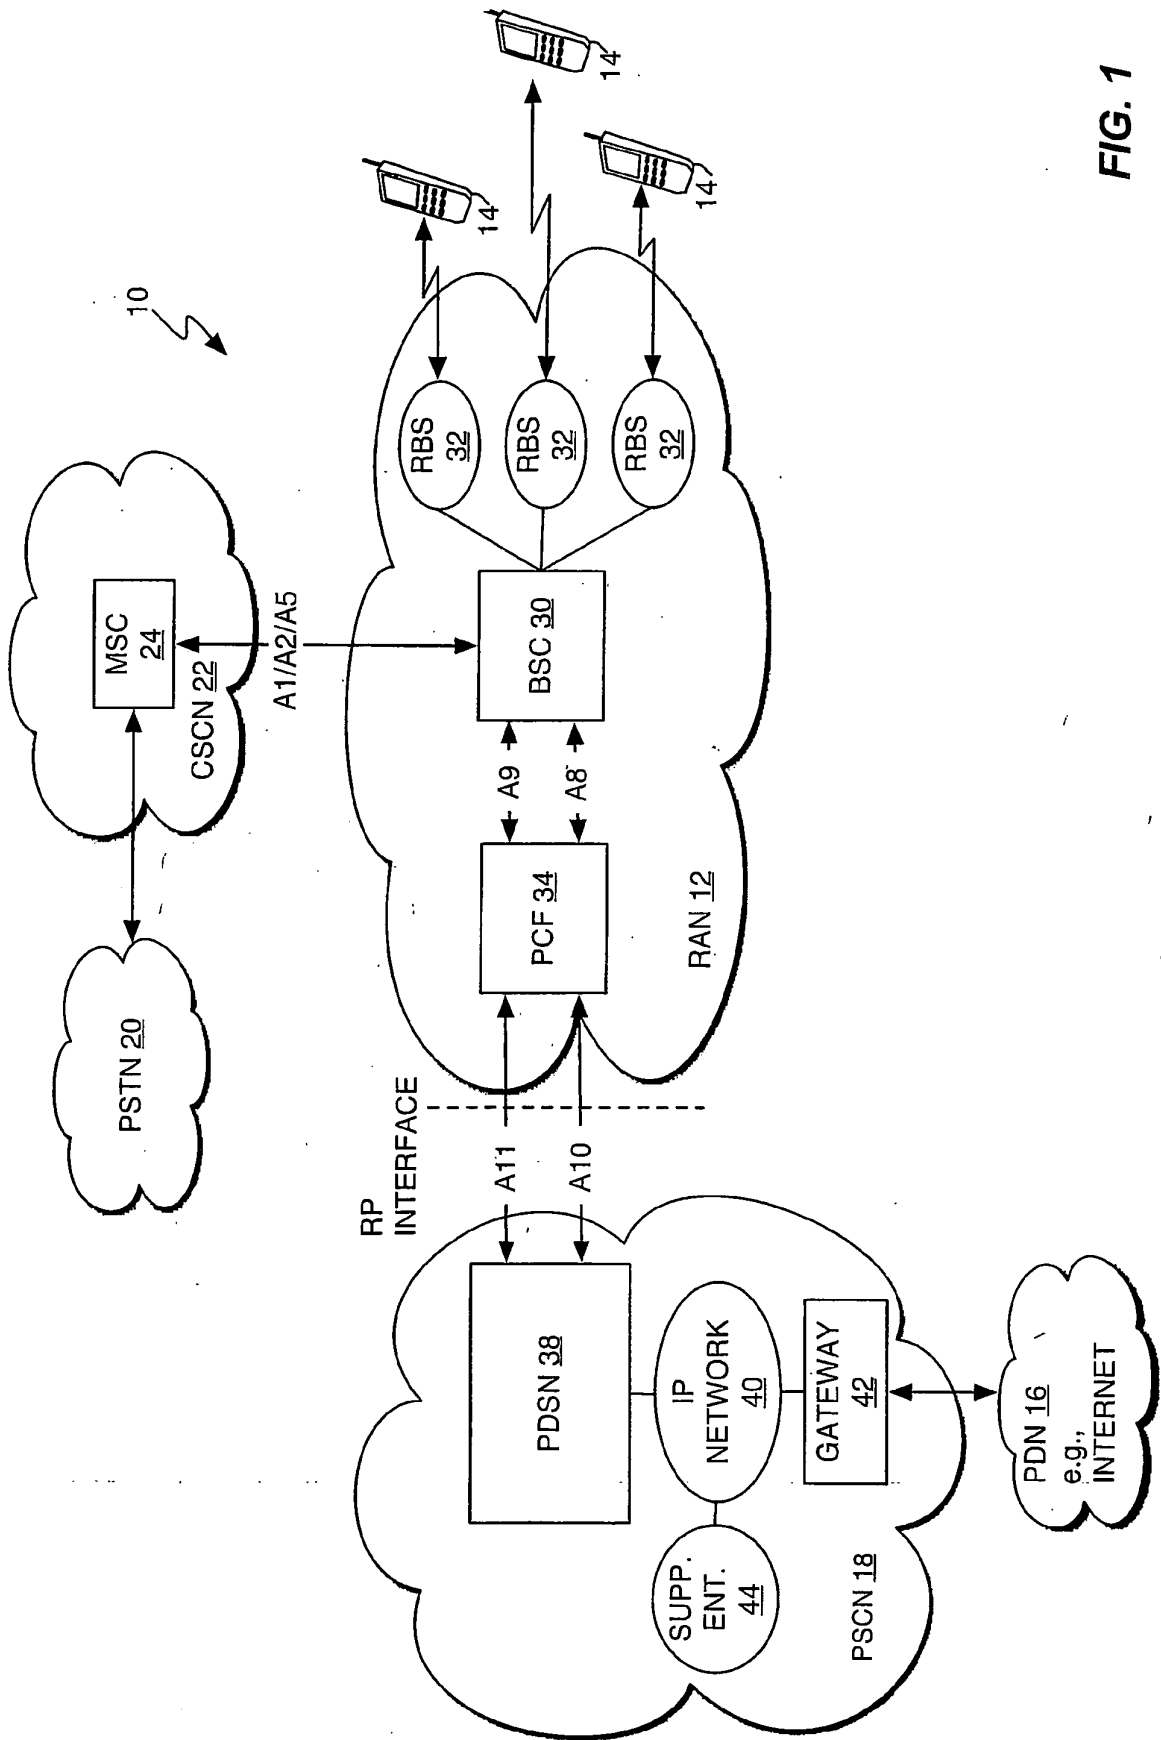 10
PSTN 20
MSC
24
CSCN 22
A1/A2/A5
14
14
14
RP
INTERFACE
A11
A10
PDSN 38
IP
NETWORK
40
SUPP.
ENT.
44
GATEWAY
42
PSCN 18
PDN 16
e.g.,
INTERNET
PCF 34
A9
A8
BSC 30
RBS
32
RBS
32
RBS
32
RAN 12
FIG. 1